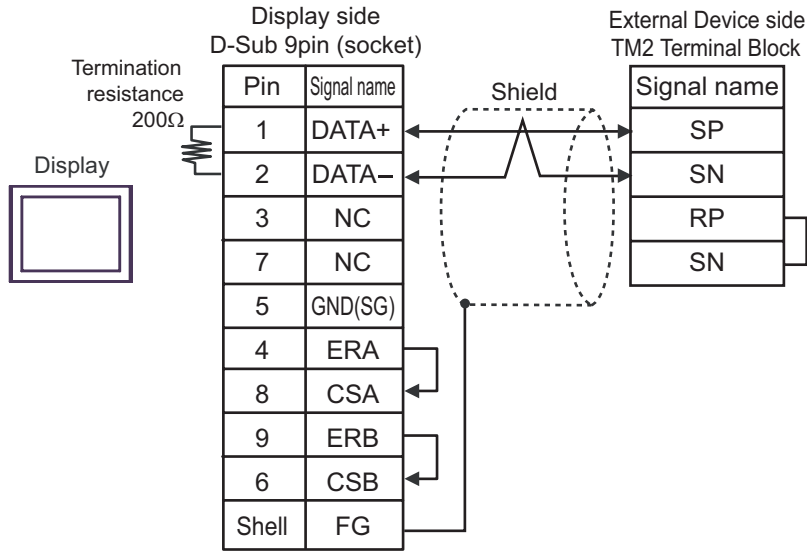 Display side
D-Sub 9pin (socket)
External Device side
TM2 Terminal Block
Termination
resistance
200Ω
Display
Shield
Pin Signal name
1 DATA+
2 DATA–
3 NC
7 NC
5 GND(SG)
4 ERA
8 CSA
9 ERB
6 CSB
Shell FG
Signal name
SP
SN
RP
SN